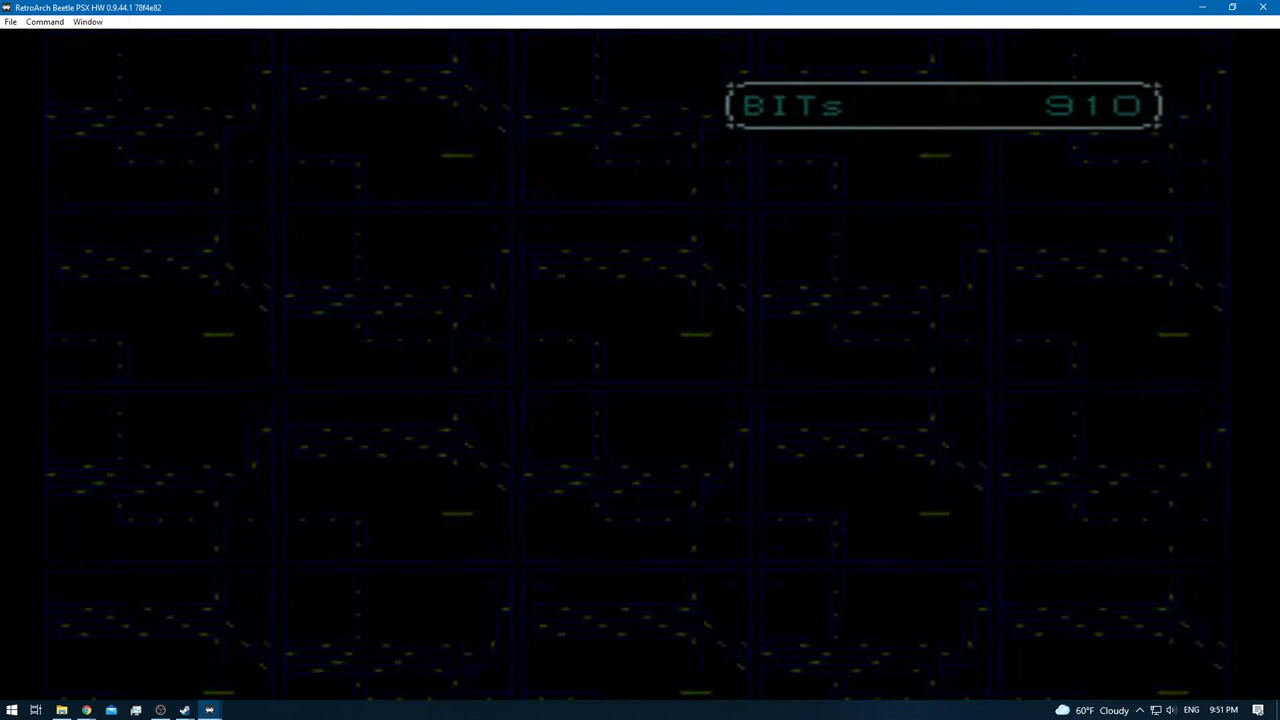 RetroArch Beetle PSX HW 0.9.44.1 78f4e82
File Command Window
BITs 910
60°F Cloudy 9:51 PM